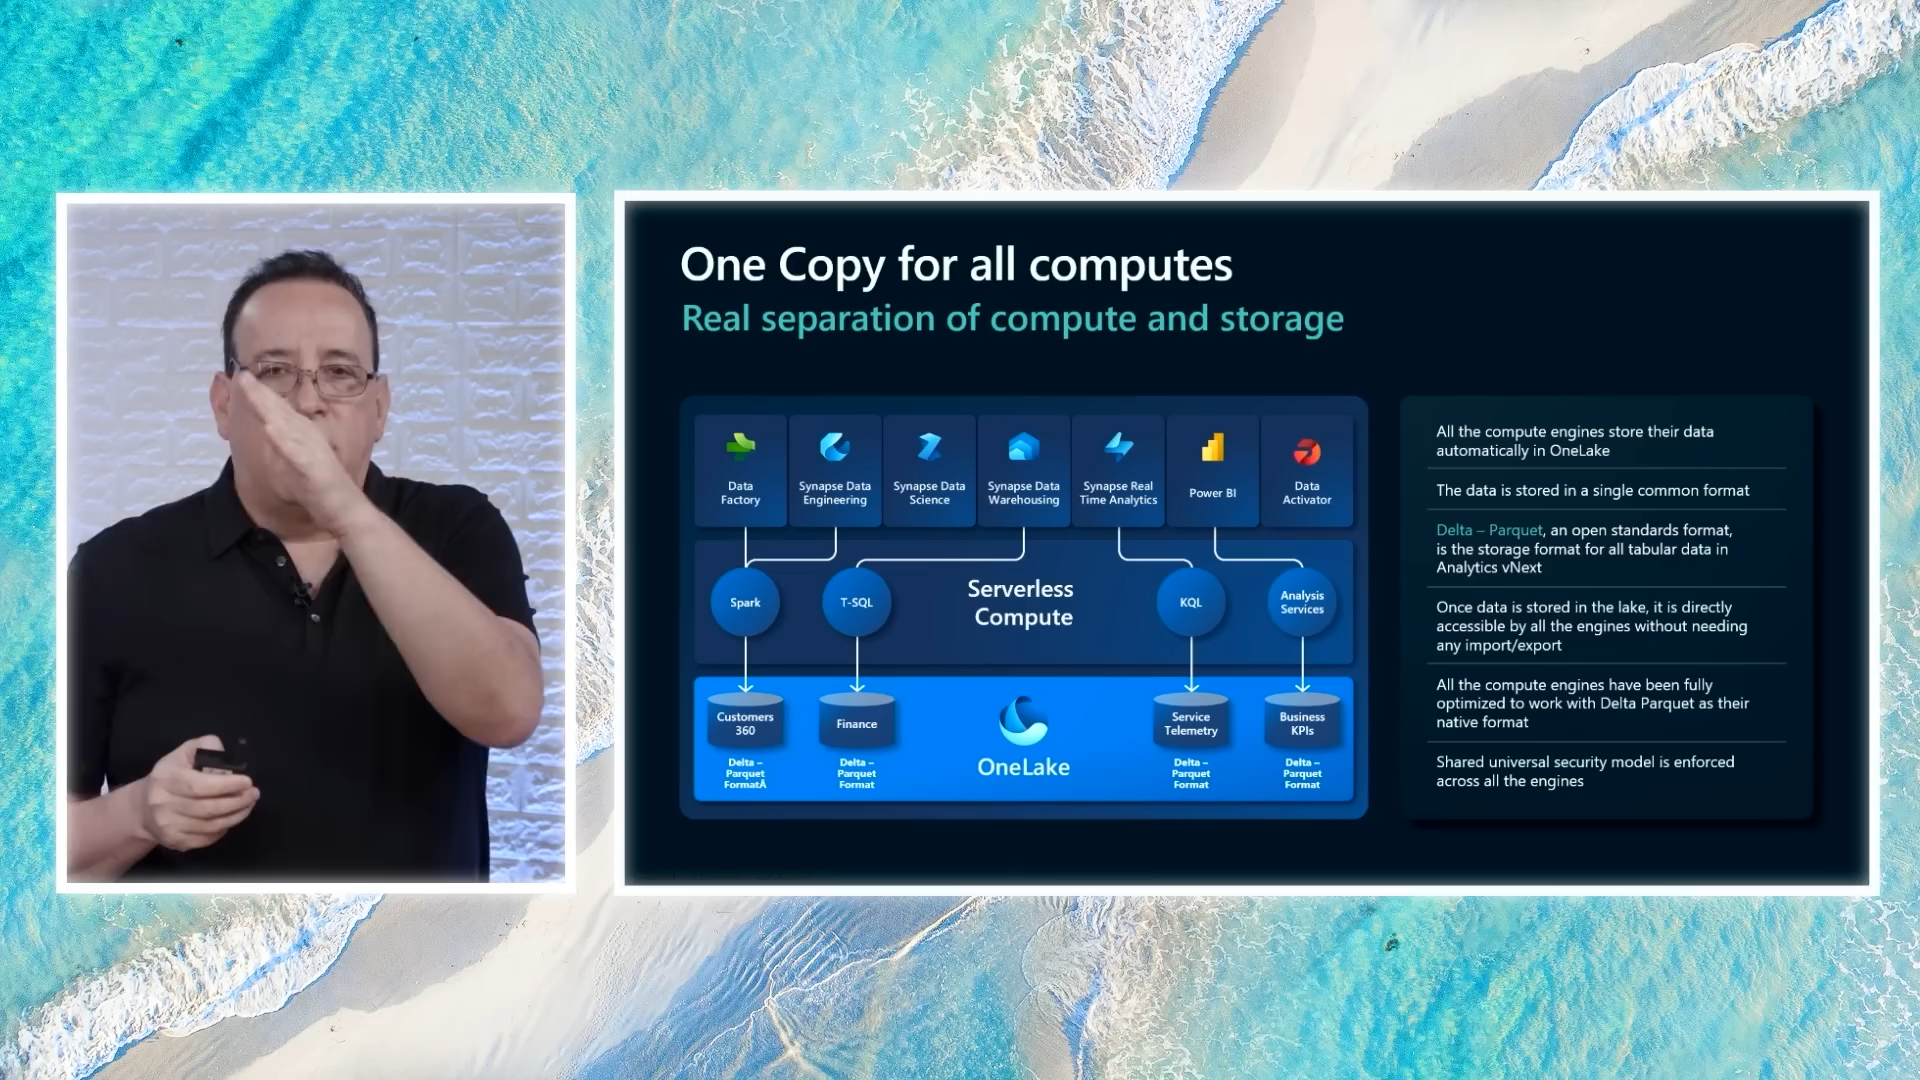 One Copy for all computes
Real separation of compute and storage
Data
Factory
Synapse Data
Engineering
Synapse Data
Science
Synapse Data
Warehousing
Synapse Real
Time Analytics
Power BI
Data
Activator
Spark
T-SQL
Serverless
Compute
KQL
Analysis
Services
Customers
360
Finance
Service
Telemetry
Business
KPIs
Delta –
Parquet
FormatÂ
Delta –
Parquet
Format
OneLake
Delta –
Parquet
Format
Delta –
Parquet
Format
All the compute engines store their data
automatically in OneLake
The data is stored in a single common format
Delta – Parquet, an open standards format,
is the storage format for all tabular data in
Analytics vNext
Once data is stored in the lake, it is directly
accessible by all the engines without needing
any import/export
All the compute engines have been fully
optimized to work with Delta Parquet as their
native format
Shared universal security model is enforced
across all the engines